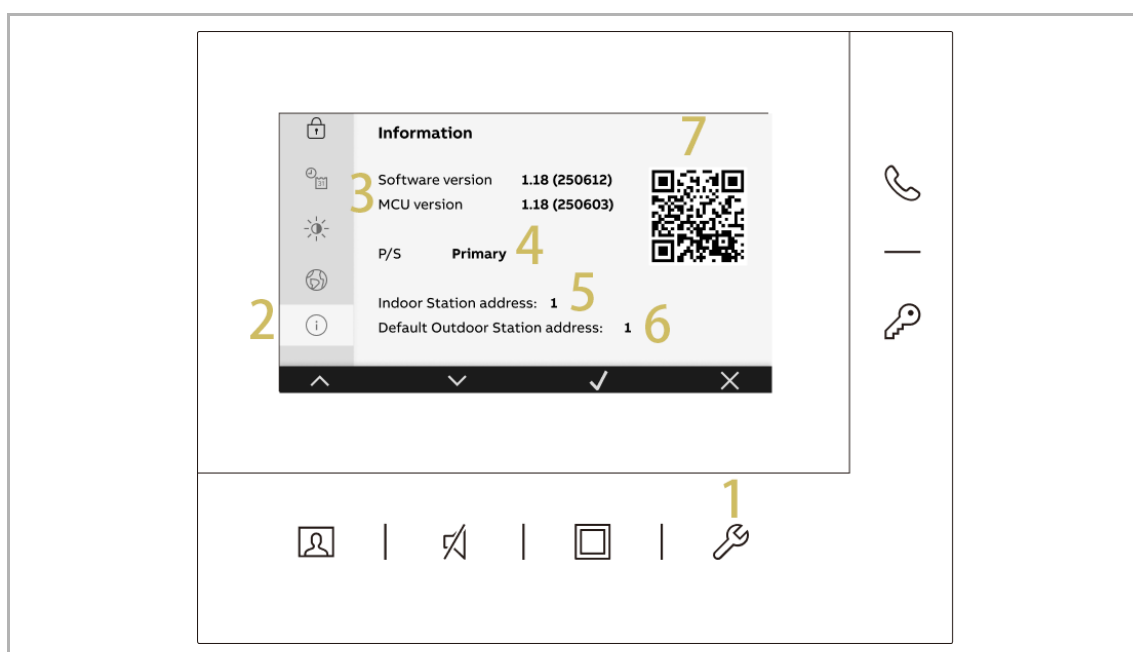 7
Information
3
Software version 1.18 (250612)
MCU version 1.18 (250603)
P/S Primary 4
Indoor Station address: 1 5
2
Default Outdoor Station address: 1 6
1